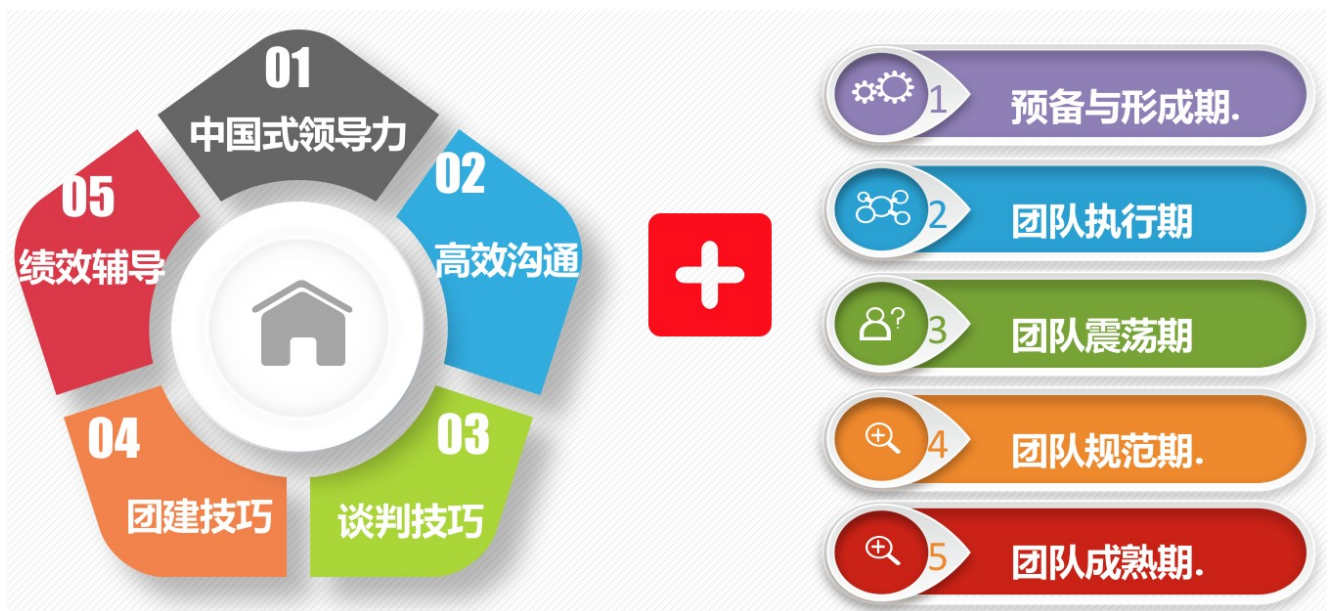 01
中国式领导力
02
高效沟通
03
谈判技巧
04
团建技巧
05
绩效辅导
1 预备与形成期.
2 团队执行期
3 团队震荡期
4 团队规范期.
5 团队成熟期.